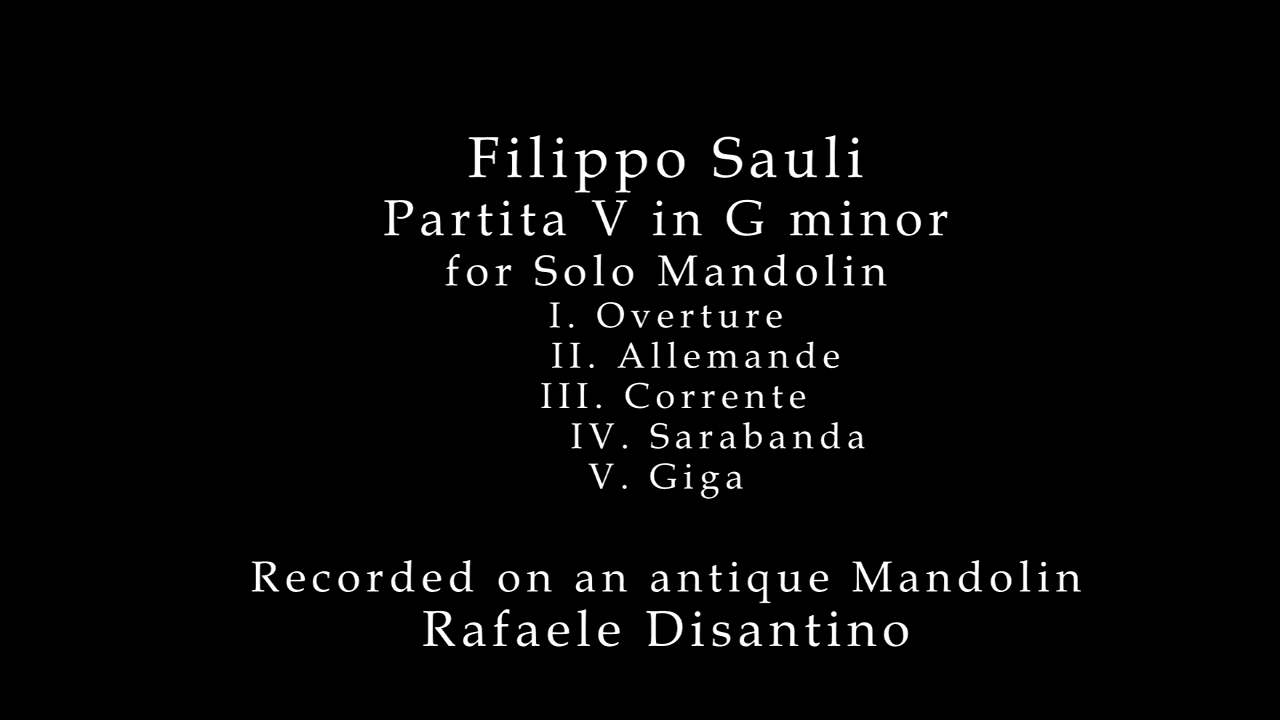 Filippo Sauli
Partita V in G minor
for Solo Mandolin
I. Overture
II. Allemande
III. Corrente
IV. Sarabanda
V. Giga
Recorded on an antique Mandolin
Rafaele Disantino